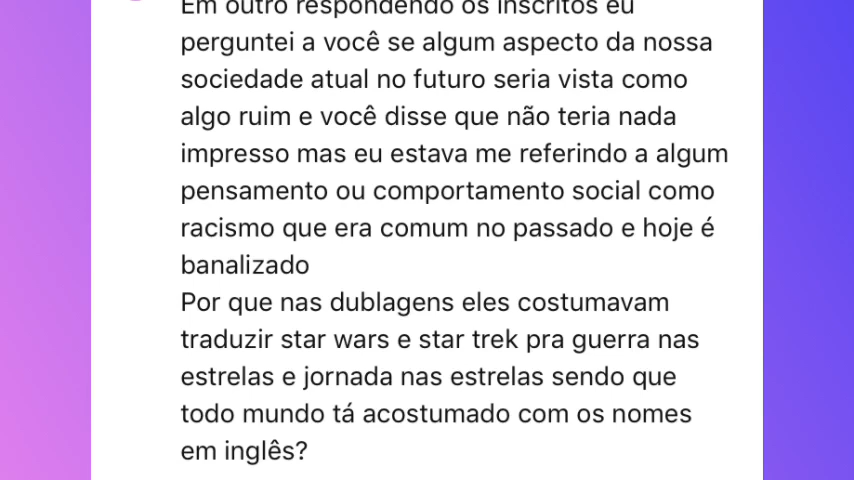 Em outro respondendo os inscritos eu
perguntei a você se algum aspecto da nossa
sociedade atual no futuro seria vista como
algo ruim e você disse que não teria nada
impresso mas eu estava me referindo a algum
pensamento ou comportamento social como
racismo que era comum no passado e hoje é
banalizado
Por que nas dublagens eles costumavam
traduzir star wars e star trek pra guerra nas
estrelas e jornada nas estrelas sendo que
todo mundo tá acostumado com os nomes
em inglês?